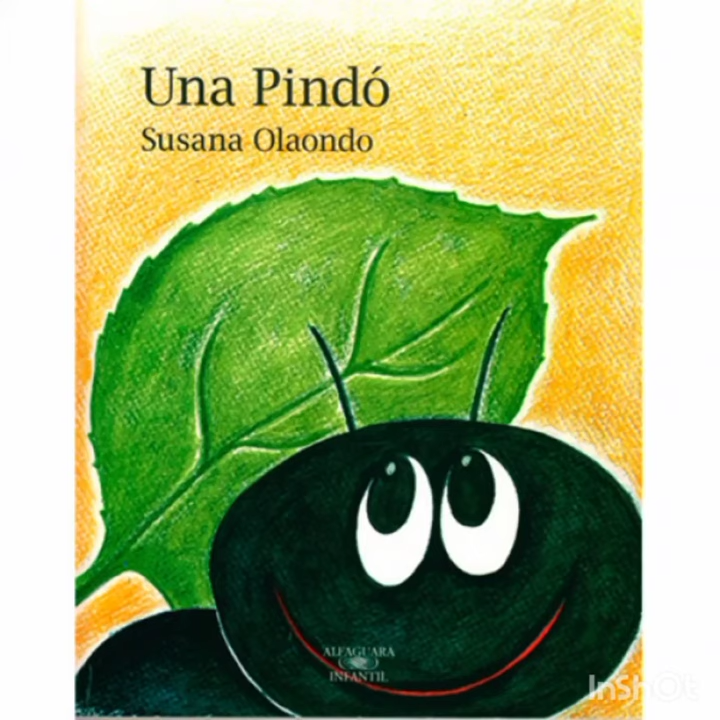 Una Pindó
Susana Olaondo
ALFAGUARA
INFANTIL
InShOt